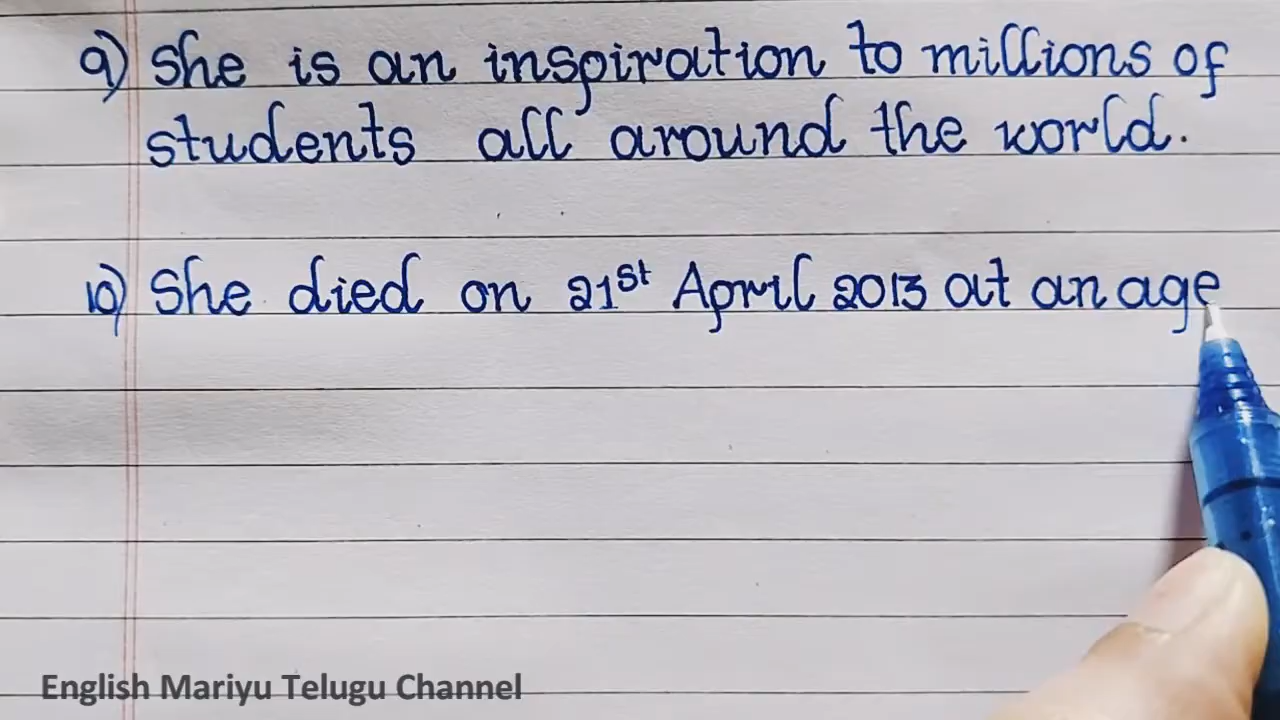 9) She is an inspiration to millions of
students all around the world.
10) She died on 21st April 2013 at an age
English Mariyu Telugu Channel